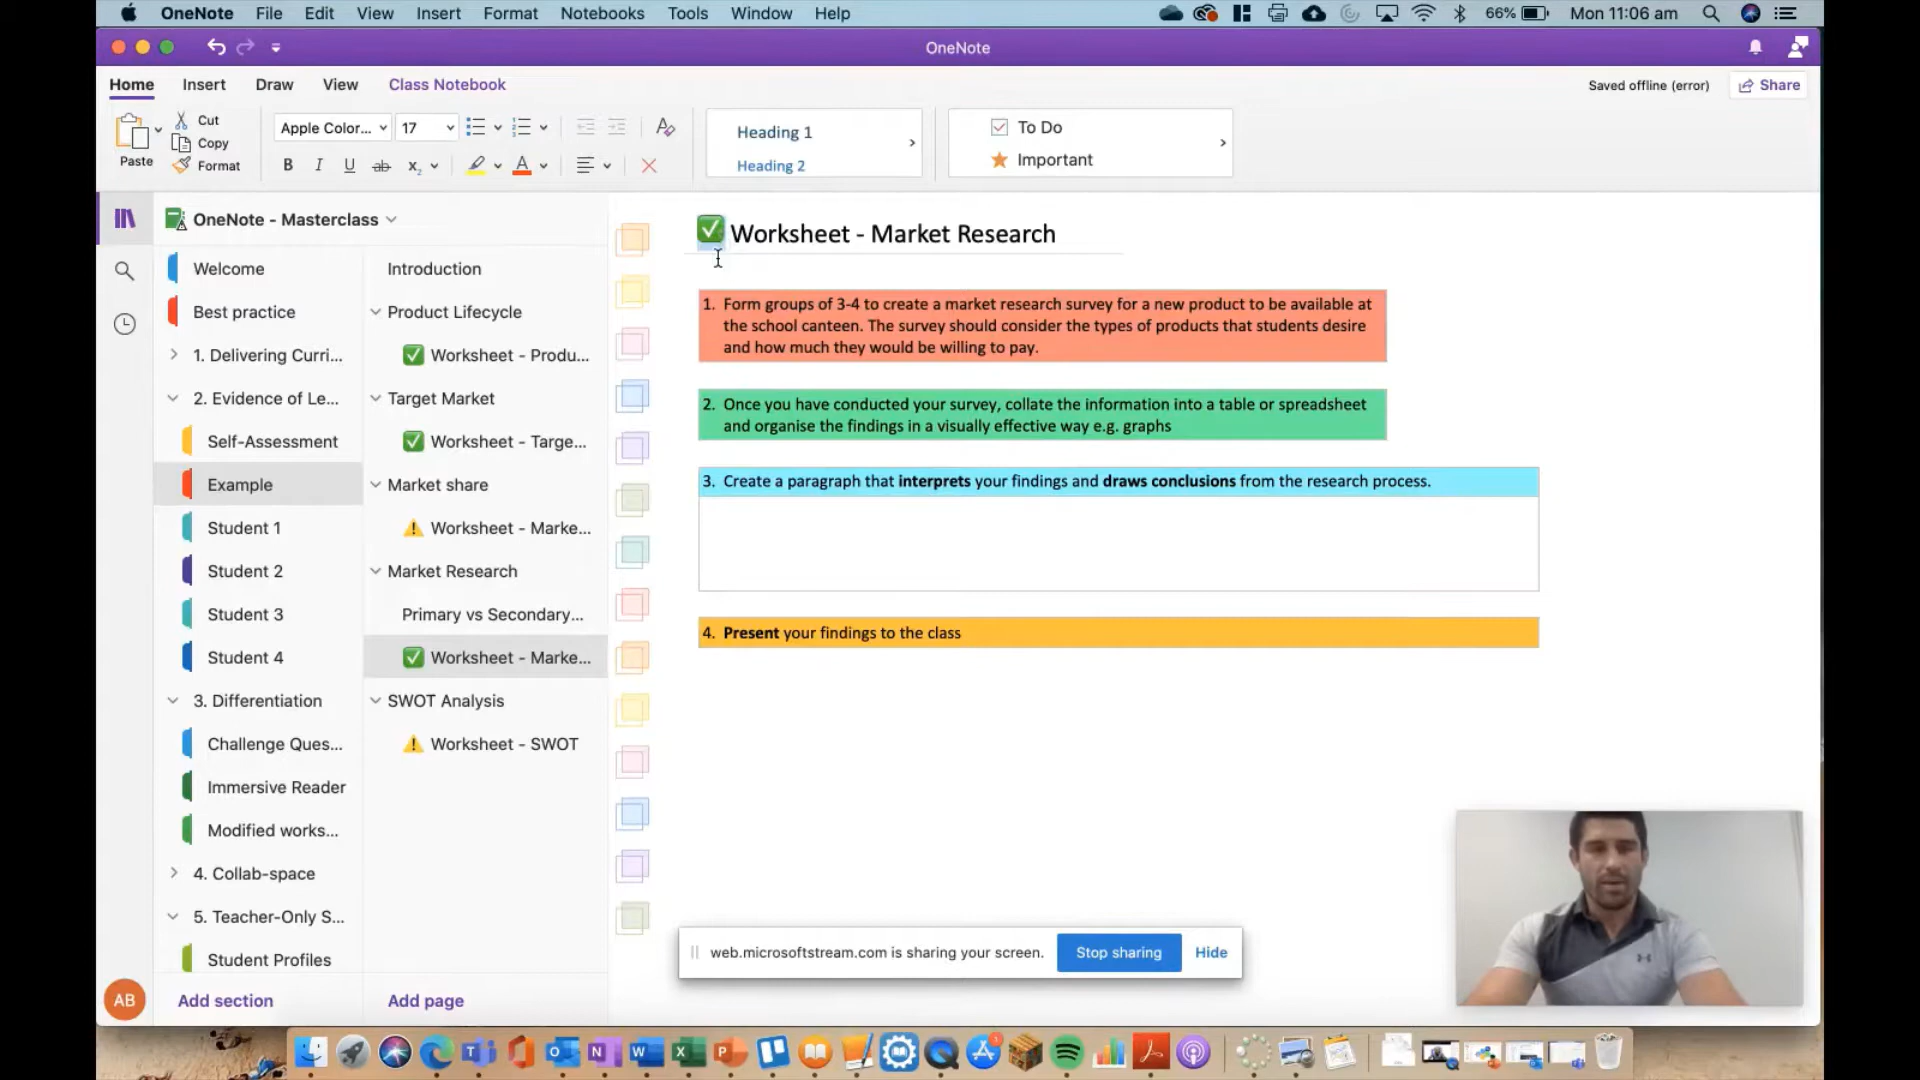 OneNote File Edit View Insert Format Notebooks Tools Window Help
66% Mon 11:06 am
OneNote
Home Insert Draw View Class Notebook
Saved offline (error) Share
Paste
Cut
Copy
Format
Apple Color... 17
B I U ab x₂ A
Heading 1
Heading 2
To Do
Important
OneNote - Masterclass
Welcome
Best practice
1. Delivering Curri...
2. Evidence of Le...
Self-Assessment
Example
Student 1
Student 2
Student 3
Student 4
3. Differentiation
Challenge Ques...
Immersive Reader
Modified works...
4. Collab-space
5. Teacher-Only S...
Student Profiles
Add section
AB
Introduction
Product Lifecycle
Worksheet - Produ...
Target Market
Worksheet - Targe...
Market share
Worksheet - Marke...
Market Research
Primary vs Secondary...
Worksheet - Marke...
SWOT Analysis
Worksheet - SWOT
Add page
Worksheet - Market Research
1. Form groups of 3-4 to create a market research survey for a new product to be available at
the school canteen. The survey should consider the types of products that students desire
and how much they would be willing to pay.
2. Once you have conducted your survey, collate the information into a table or spreadsheet
and organise the findings in a visually effective way e.g. graphs
3. Create a paragraph that interprets your findings and draws conclusions from the research process.
4. Present your findings to the class
web.microsoftstream.com is sharing your screen. Stop sharing Hide